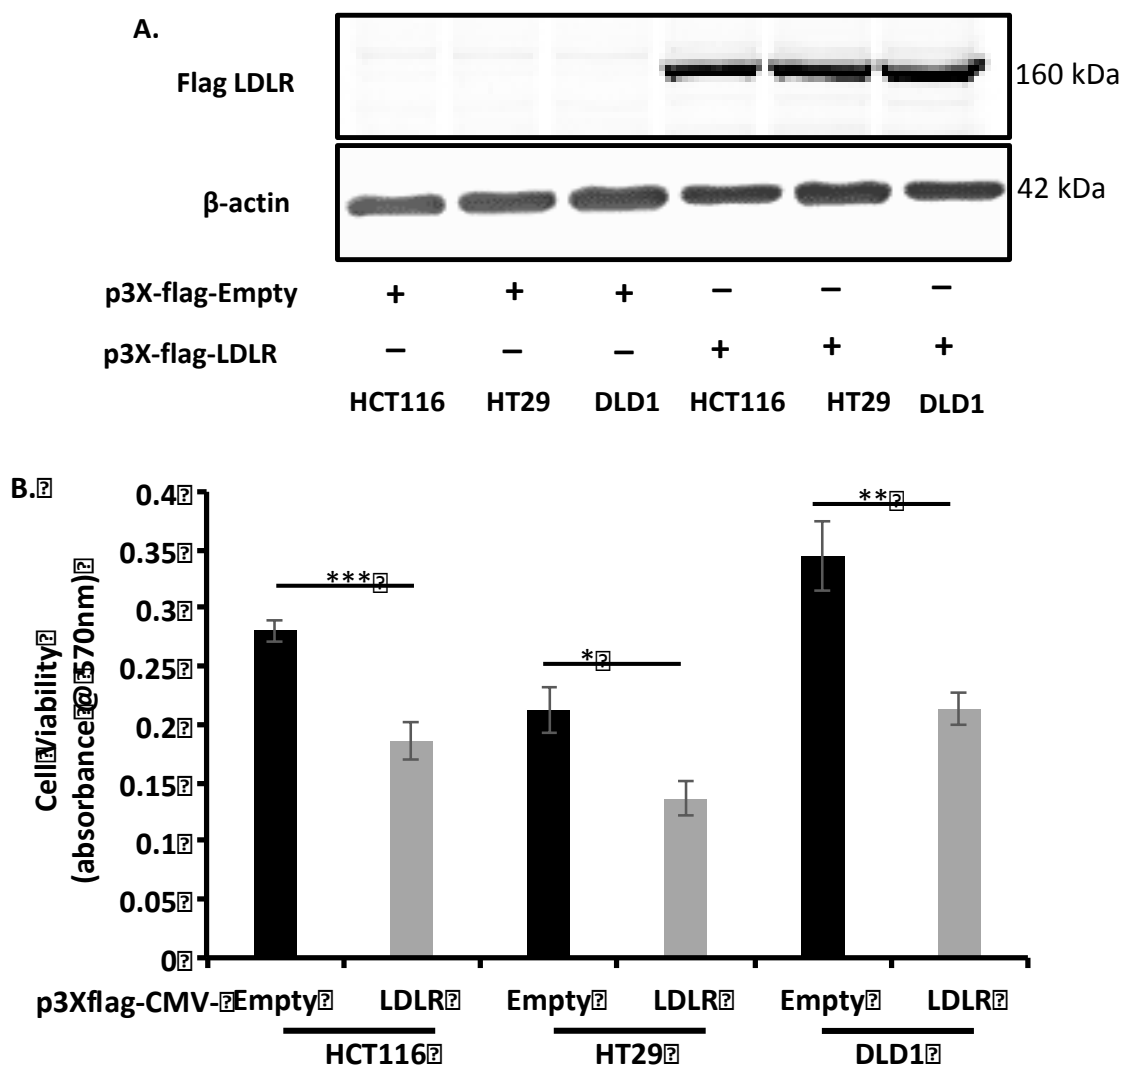 A.
Flag LDLR
160 kDa
β-actin
42 kDa
p3X-flag-Empty + + + – – –
p3X-flag-LDLR – – – + + +
HCT116 HT29 DLD1 HCT116 HT29 DLD1
B.⍰
Cell⍰Viability⍰
(absorbance⍰@⍰570nm)⍰
0.4⍰
0.35⍰
0.3⍰
0.25⍰
0.2⍰
0.15⍰
0.1⍰
0.05⍰
0⍰
***⍰
*⍰
**⍰
p3Xflag-CMV-⍰ Empty⍰ LDLR⍰ Empty⍰ LDLR⍰ Empty⍰ LDLR⍰
HCT116⍰ HT29⍰ DLD1⍰